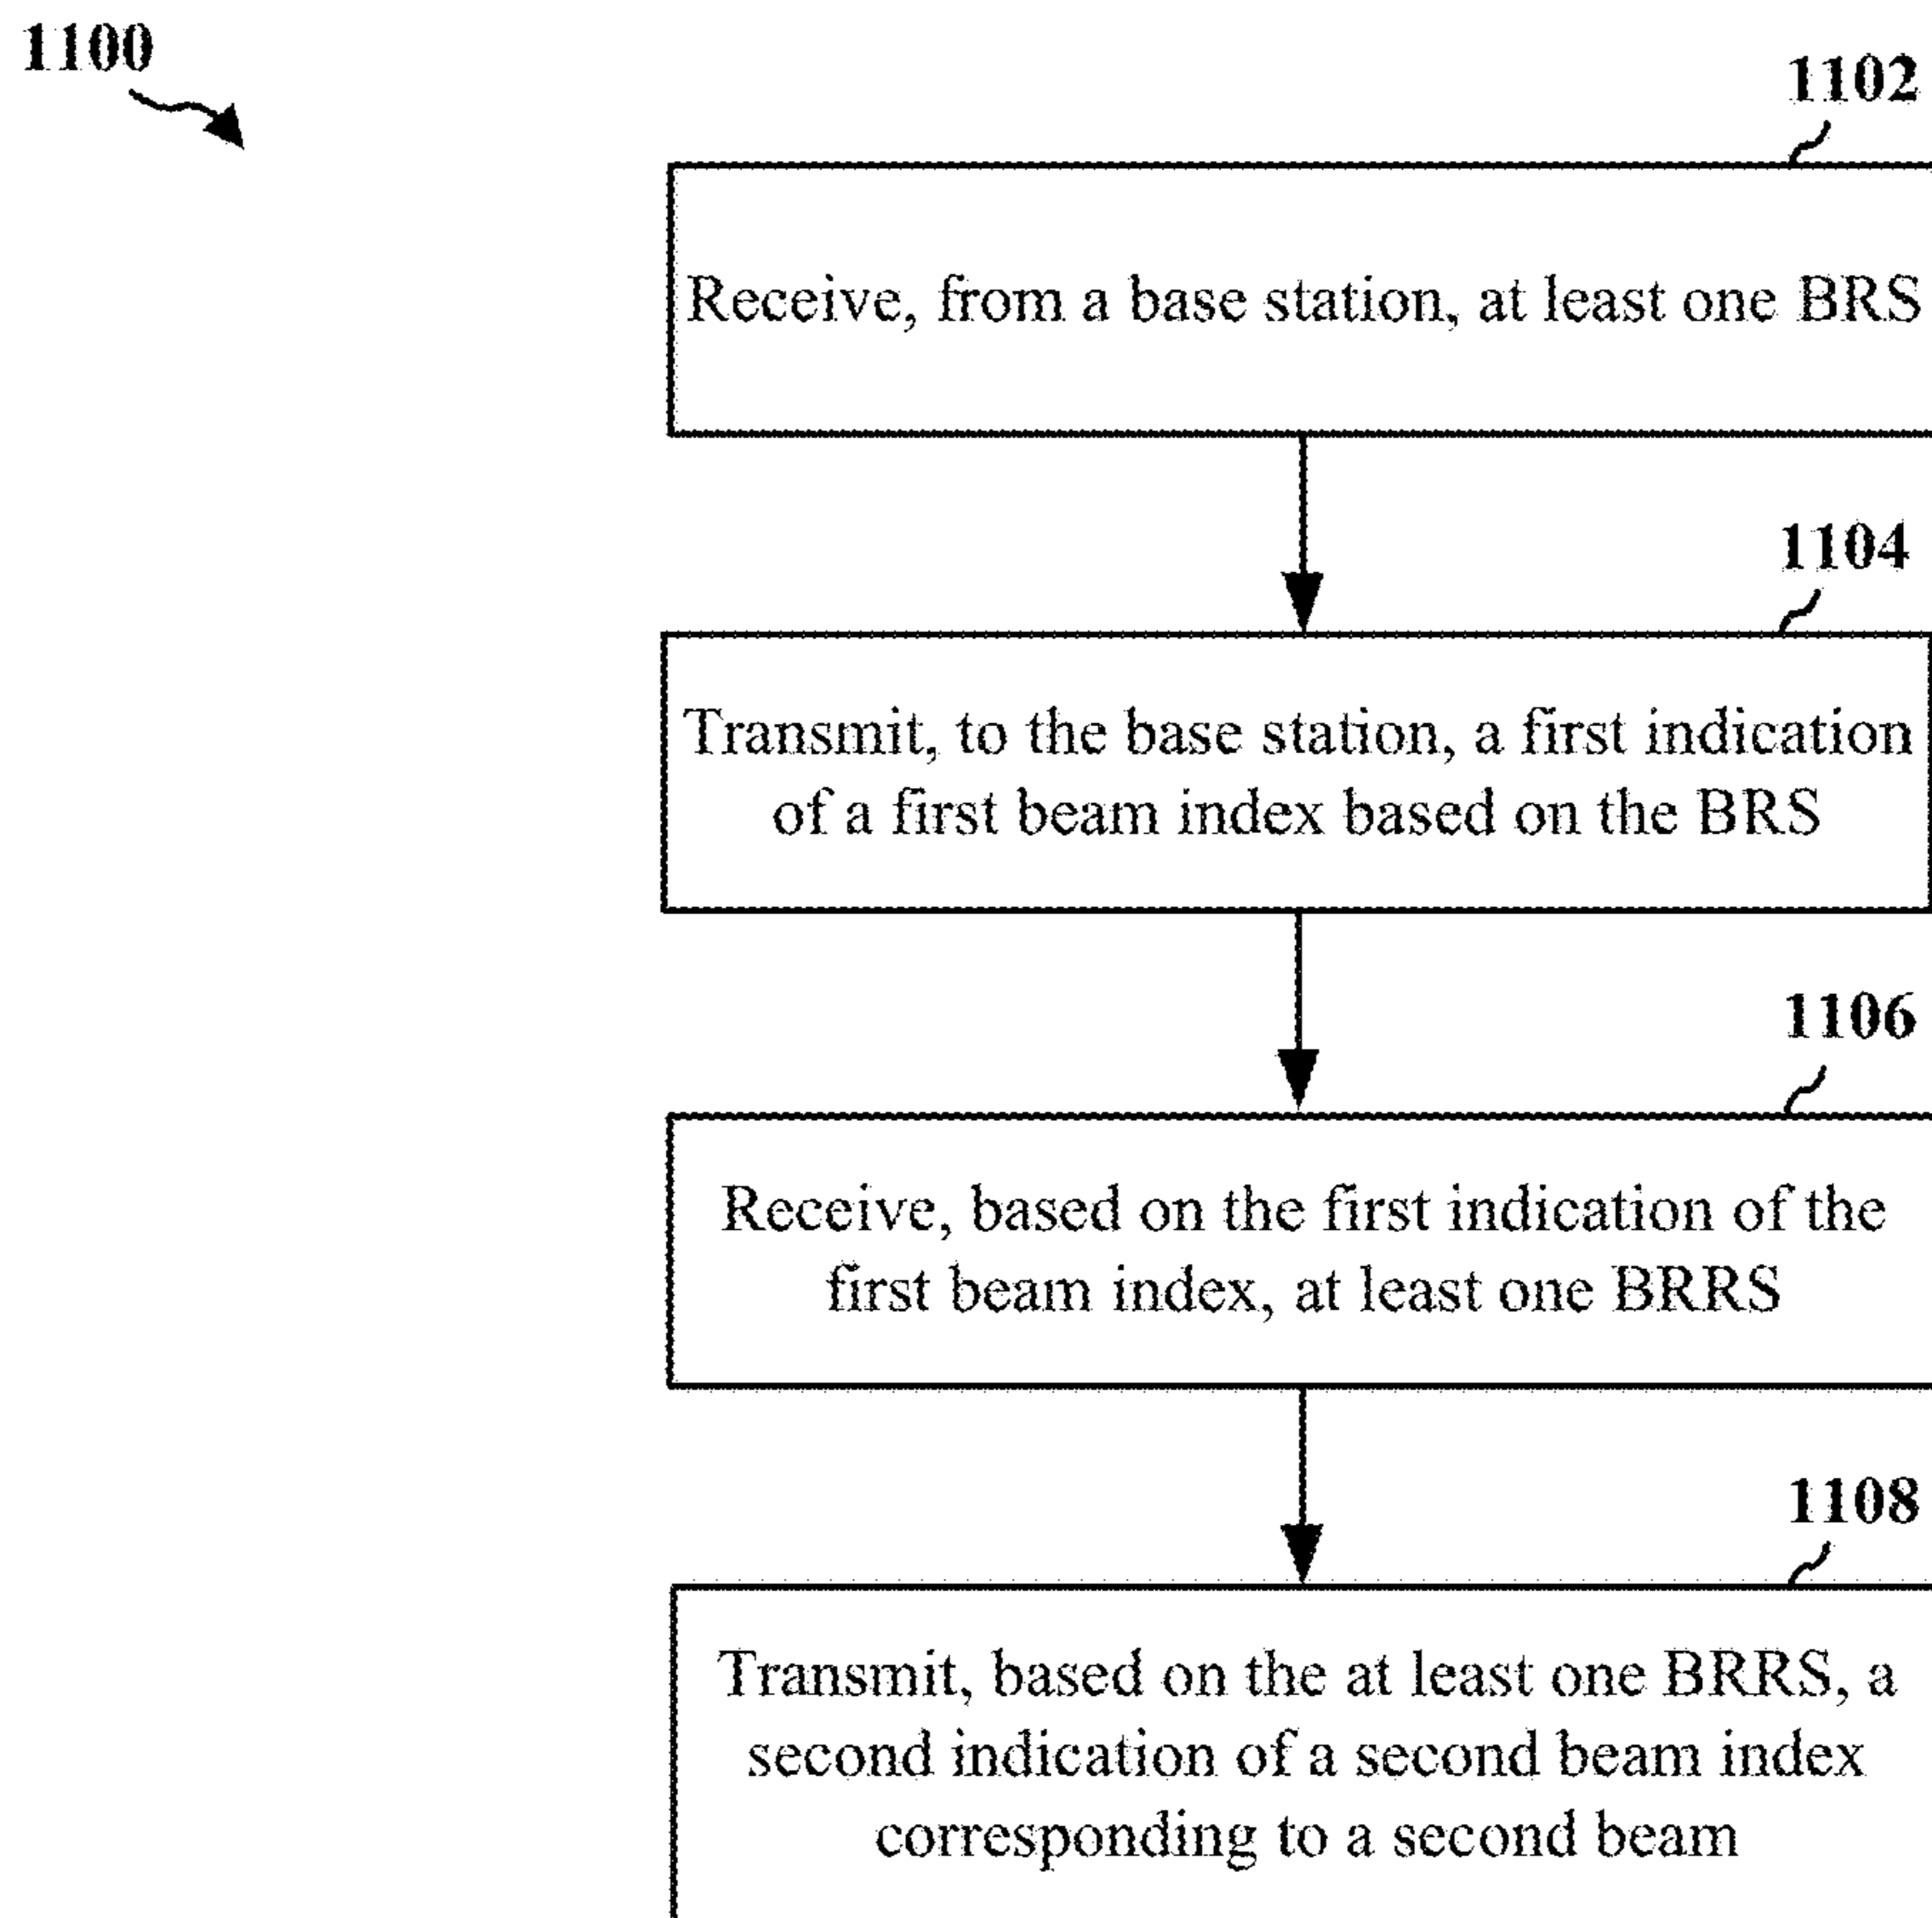 1100
1102
Receive, from a base station, at least one BRS
1104
Transmit, to the base station, a first indication
of a first beam index based on the BRS
1106
Receive, based on the first indication of the
first beam index, at least one BRRS
1108
Transmit, based on the at least one BRRS, a
second indication of a second beam index
corresponding to a second beam